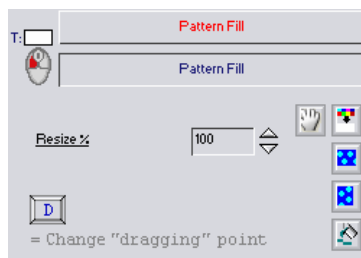 Pattern Fill
T:
Pattern Fill
Resize %
100
D
= Change "dragging" point